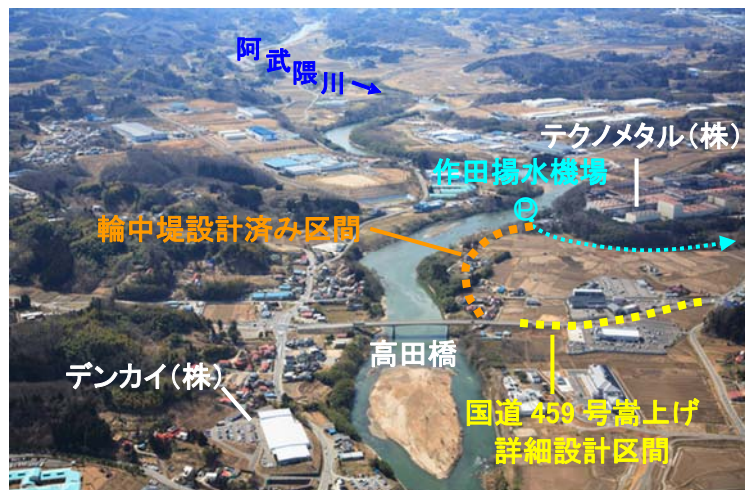 阿武隈川
テクノメタル(株)
作田揚水機場
輪中堤設計済み区間
高田橋
デンカイ(株)
国道 459 号嵩上げ
詳細設計区間